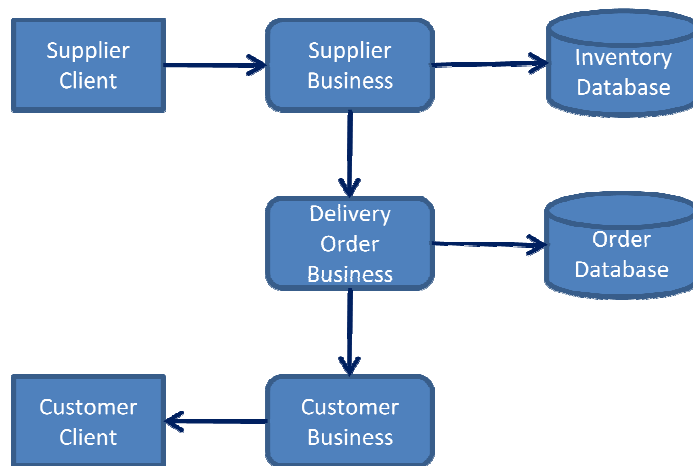 Supplier
Client
Supplier
Business
Inventory
Database
Delivery
Order
Business
Order
Database
Customer
Client
Customer
Business